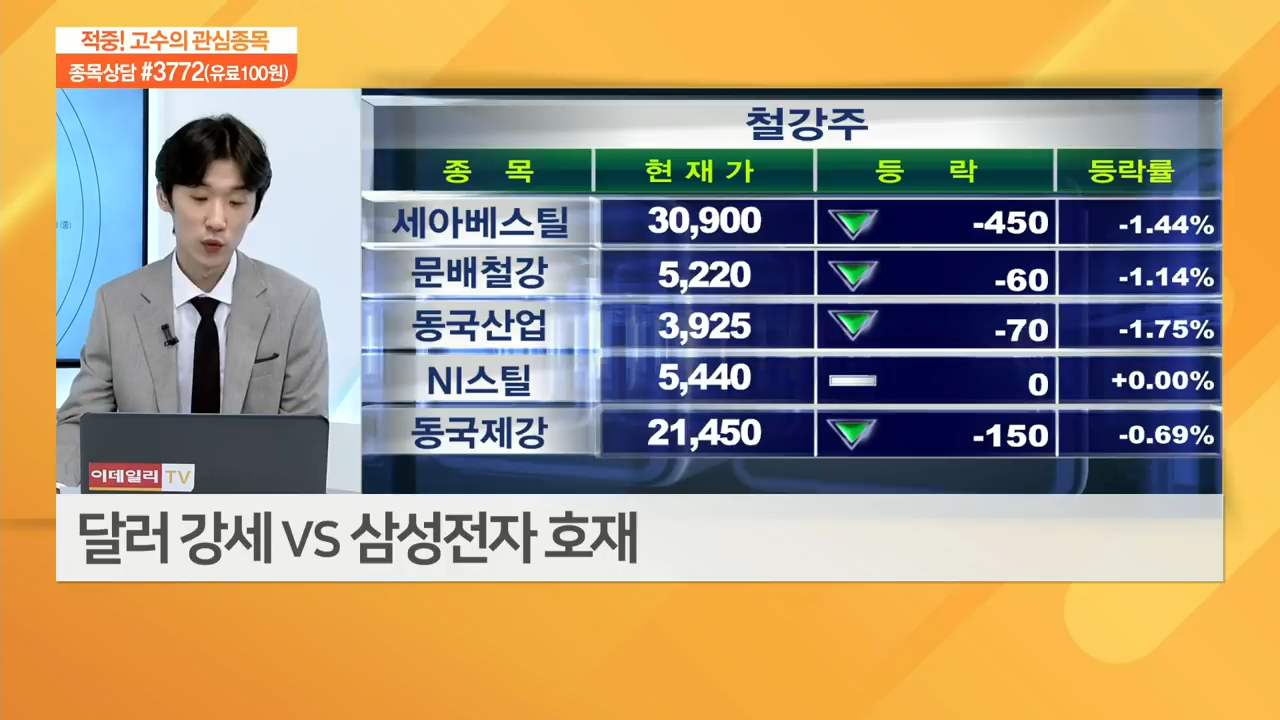 적중! 고수의 관심종목
종목상담 #3772(유료100원)
철강주
종 목 현 재 가 등 락 등락률
세아베스틸 30,900 -450 -1.44%
문배철강 5,220 -60 -1.14%
동국산업 3,925 -70 -1.75%
NI스틸 5,440 0 +0.00%
동국제강 21,450 -150 -0.69%
이데일리 TV
달러 강세 vs 삼성전자 호재